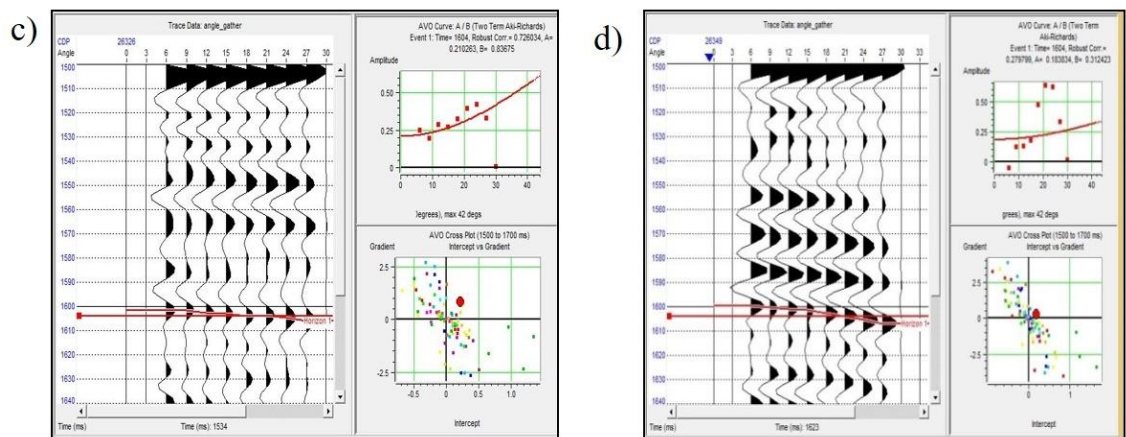 c)
Trace Data: angle_gather
CDP 26326
Angle 0 3 6 9 12 15 18 21 24 27 30
1500
1510
1520
1530
1540
1550
1560
1570
1580
1590
1600
1610
1620
1630
1640
Horizon 1
Time (ms) Time (ms): 1534
AVO Curve: A / B (Two Term Aki-Richards)
Event 1: Time= 1604, Robust Corr.= 0.726034, A=
0.210263, B= 0.83675
Amplitude
0.50
0.25
0
0 10 20 30 40
]egrees), max 42 degs
AVO Cross Plot (1500 to 1700 ms)
Gradient Intercept vs Gradient
2.5
0
-2.5
-0.5 0 0.5 1.0
Intercept
d)
Trace Data: angle_gather
CDP 26349
Angle 0 3 6 9 12 15 18 21 24 27 30 33
1500
1510
1520
1530
1540
1550
1560
1570
1580
1590
1600
1610
1620
1630
1640
Horizon 1
Time (ms) Time (ms): 1623
AVO Curve: A / B (Two Term
Aki-Richards)
Event 1: Time= 1604, Robust Corr.=
0.279799, A= 0.183834, B= 0.312423
Amplitude
0.50
0.25
0
0 10 20 30 40
grees), max 42 degs
AVO Cross Plot (1500 to 1700 ms)
Gradient Intercept vs Gradient
2.5
0
-2.5
0 1
Intercept